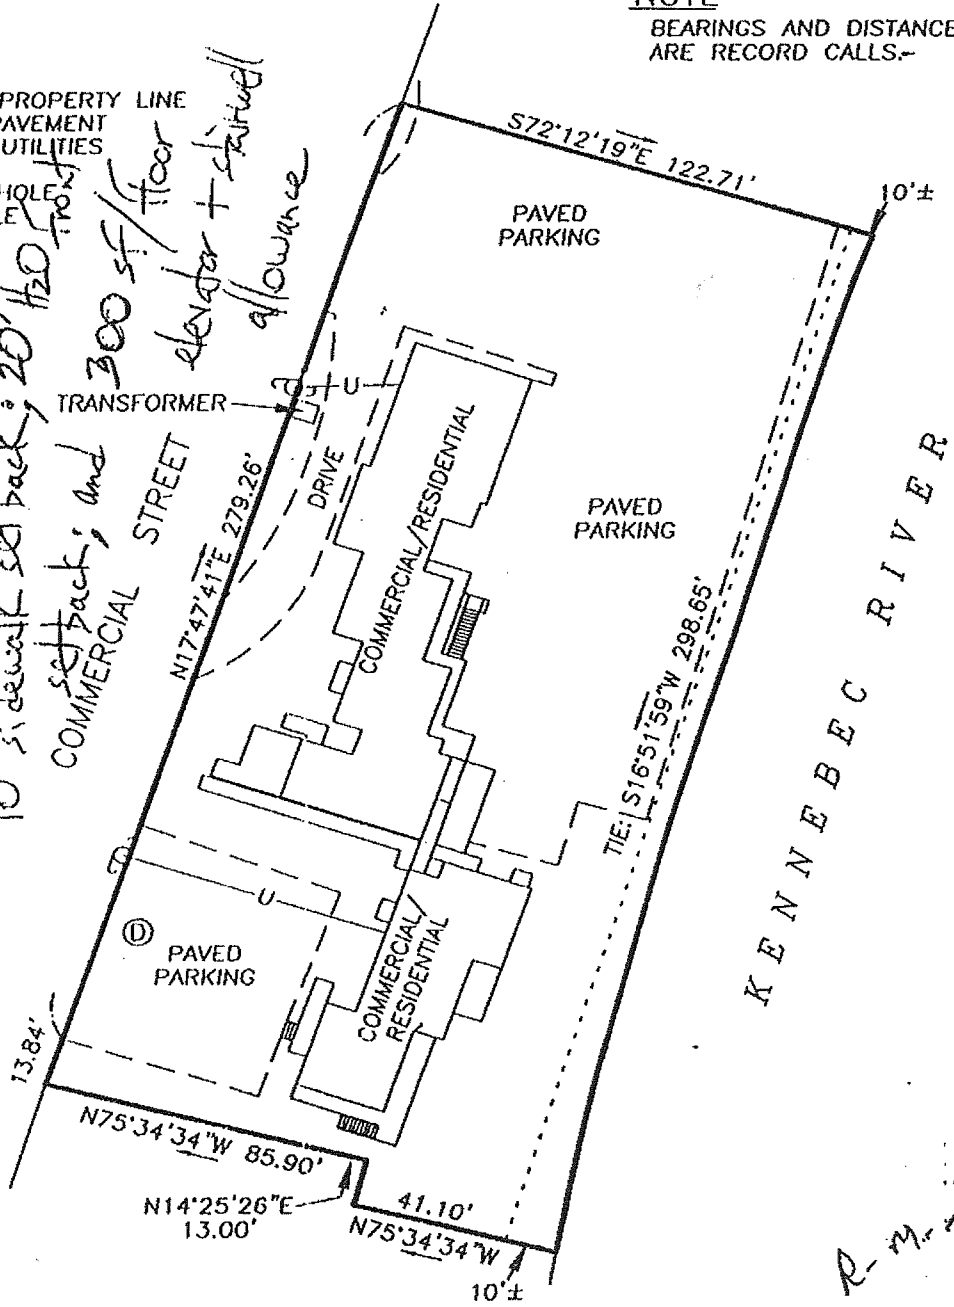 NOTE
BEARINGS AND DISTANCE
ARE RECORD CALLS.-
PROPERTY LINE
PAVEMENT
UTILITIES
HOLE
LE
10' sidewalk setback; 20' H2O front
setback; and 300 sf/floor
elevator + stairwell
allowance
S72°12'19"E 122.71'
10'±
PAVED
PARKING
TRANSFORMER
U
COMMERCIAL STREET
N17°47'41"E 279.26'
DRIVE
COMMERCIAL/RESIDENTIAL
PAVED
PARKING
TIE: S16°51'59"W 298.65'
KENNEBEC RIVER
U
D
PAVED
PARKING
COMMERCIAL/
RESIDENTIAL
13.84'
N75°34'34"W 85.90'
N14°25'26"E
13.00'
41.10'
N75°34'34"W
10'±